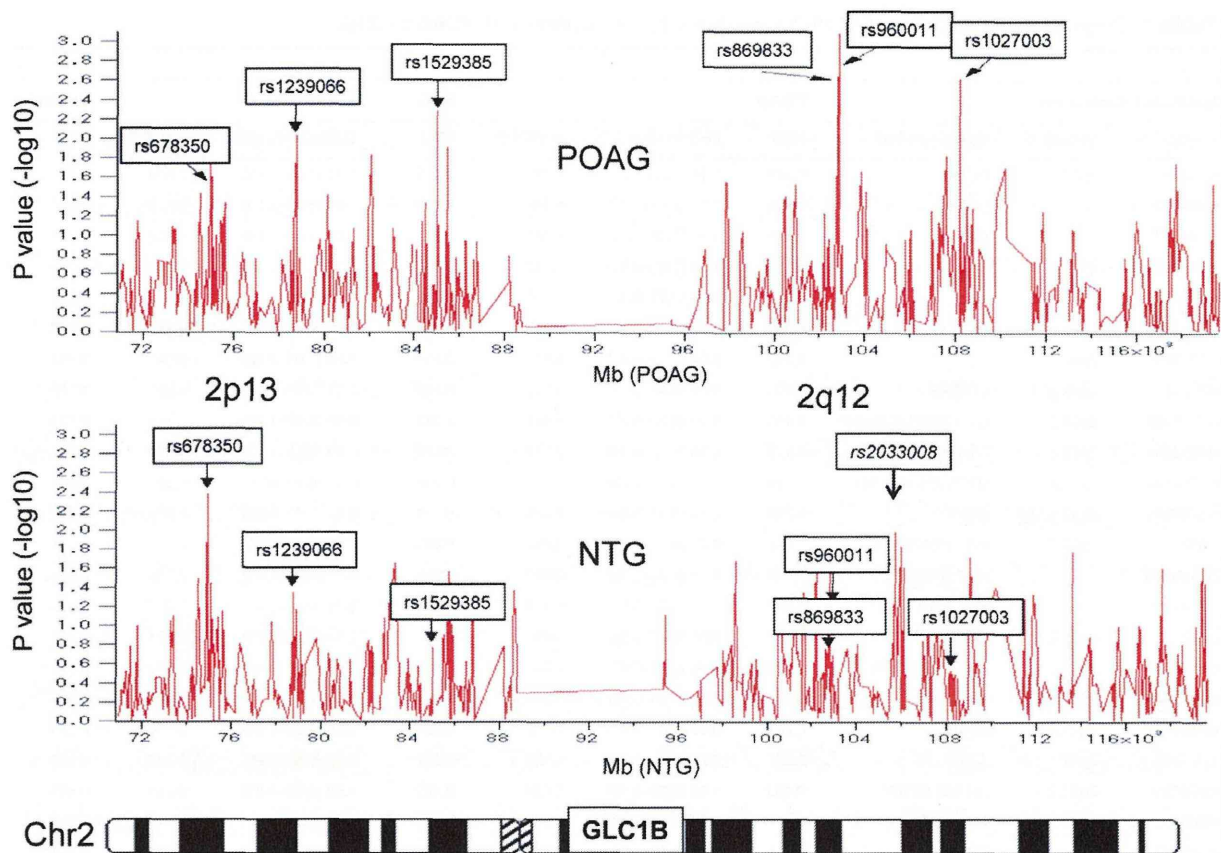 rs960011
rs869833
rs1027003
rs1529385
rs1239066
rs678350
POAG
P value (-log10)
3.0
2.8
2.6
2.4
2.2
2.0
1.8
1.6
1.4
1.2
1.0
0.8
0.6
0.4
0.2
0.0
72 76 80 84 88 92 96 100 104 108 112 116×10⁹
Mb (POAG)
2p13 2q12
rs678350
rs2033008
rs1239066
NTG
rs960011
rs1529385
rs869833
rs1027003
P value (-log10)
3.0
2.8
2.6
2.4
2.2
2.0
1.8
1.6
1.4
1.2
1.0
0.8
0.6
0.4
0.2
0.0
72 76 80 84 88 92 96 100 104 108 112 116×10⁹
Mb (NTG)
Chr2
GLC1B